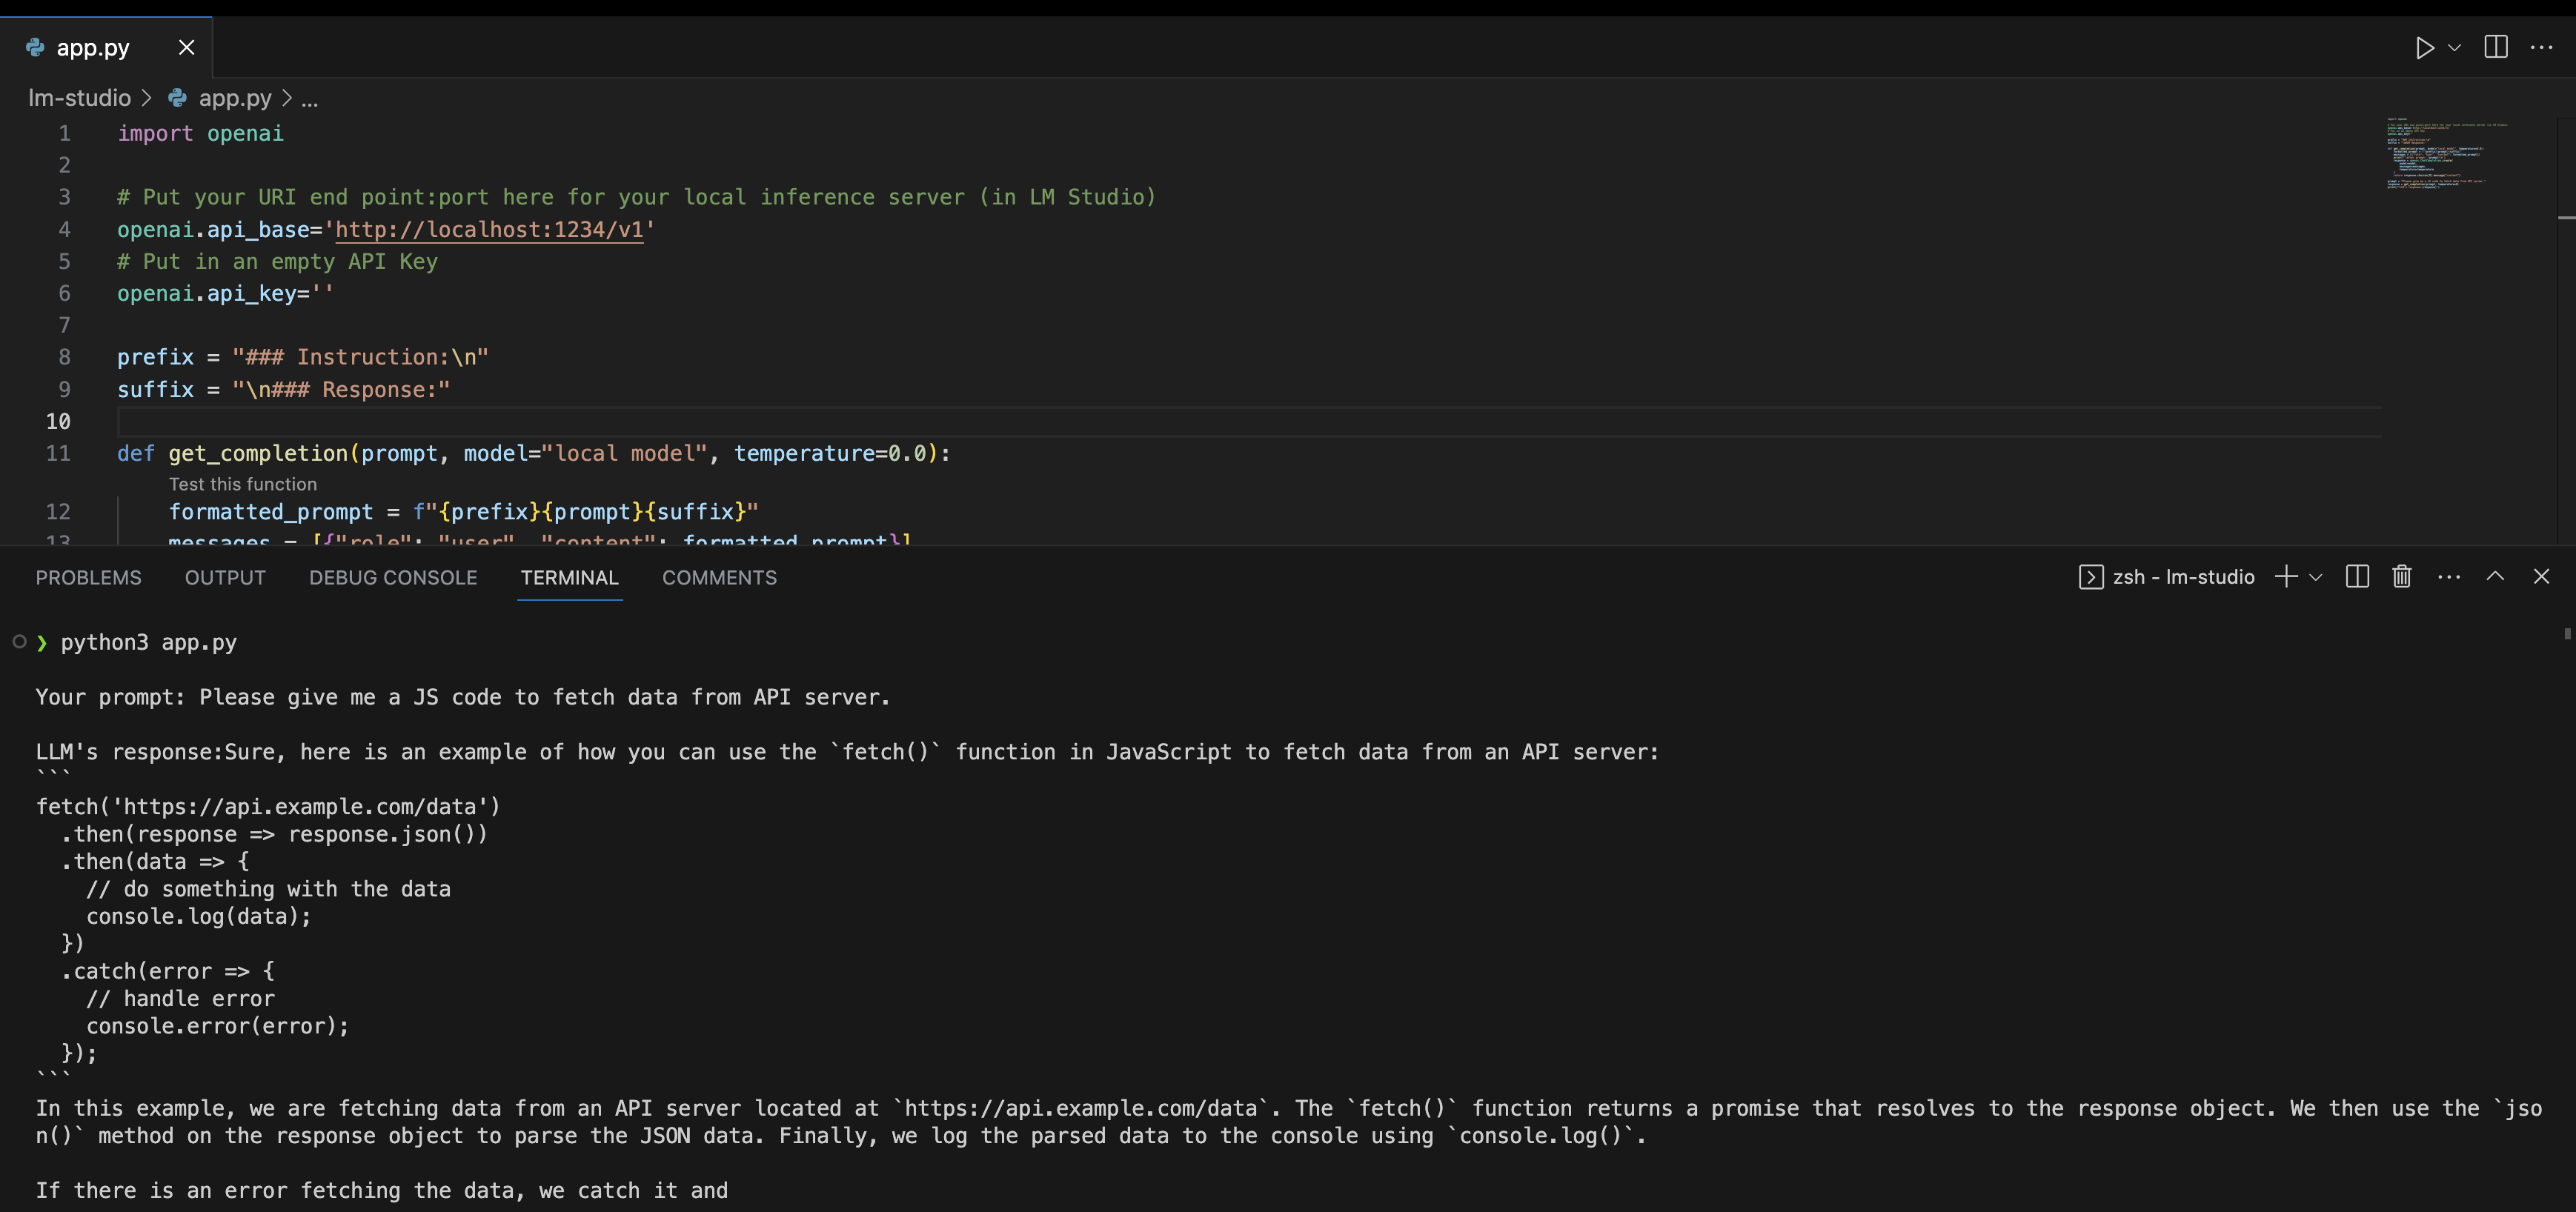 app.py
lm-studio > app.py > ...
1 import openai
2
3 # Put your URI end point:port here for your local inference server (in LM Studio)
4 openai.api_base='http://localhost:1234/v1'
5 # Put in an empty API Key
6 openai.api_key=''
7
8 prefix = "### Instruction:\n"
9 suffix = "\n### Response:"
10
11 def get_completion(prompt, model="local model", temperature=0.0):
Test this function
12 formatted_prompt = f"{prefix}{prompt}{suffix}"
13 messages = [{"role": "user", "content": formatted_prompt}]
PROBLEMS OUTPUT DEBUG CONSOLE TERMINAL COMMENTS zsh - lm-studio
❯ python3 app.py
Your prompt: Please give me a JS code to fetch data from API server.
LLM's response:Sure, here is an example of how you can use the `fetch()` function in JavaScript to fetch data from an API server:
```
fetch('https://api.example.com/data')
  .then(response => response.json())
  .then(data => {
    // do something with the data
    console.log(data);
  })
  .catch(error => {
    // handle error
    console.error(error);
  });
```
In this example, we are fetching data from an API server located at `https://api.example.com/data`. The `fetch()` function returns a promise that resolves to the response object. We then use the `jso
n()` method on the response object to parse the JSON data. Finally, we log the parsed data to the console using `console.log()`.
If there is an error fetching the data, we catch it and